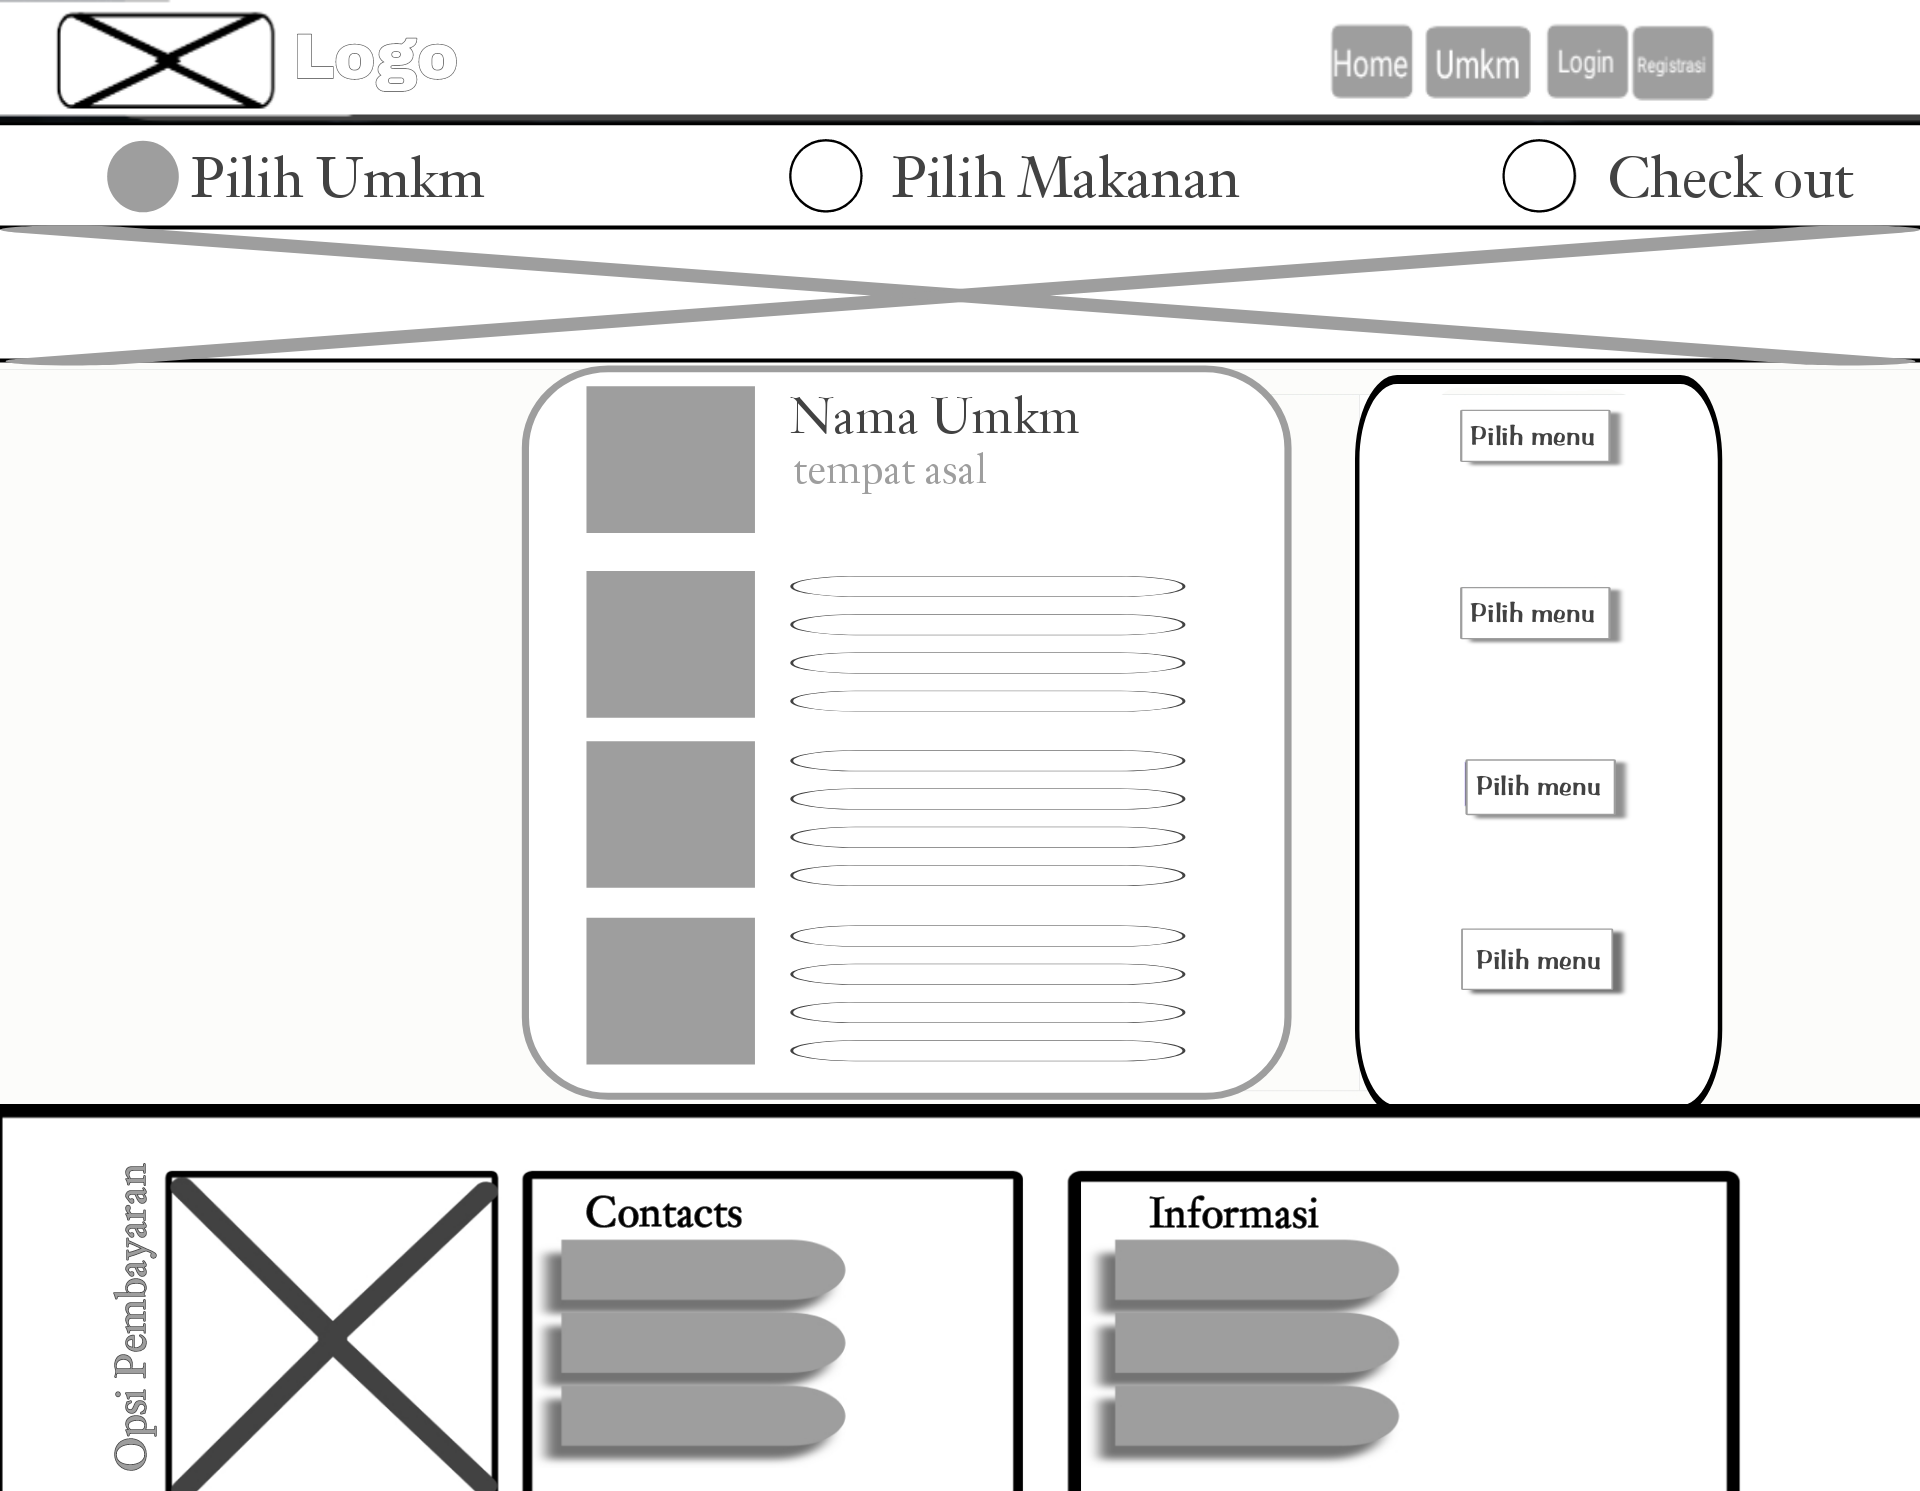 Logo
Home
Umkm
Login
Registrasi
Pilih Umkm
Pilih Makanan
Check out
Nama Umkm
tempat asal
Pilih menu
Pilih menu
Pilih menu
Pilih menu
Opsi Pembayaran
Contacts
Informasi